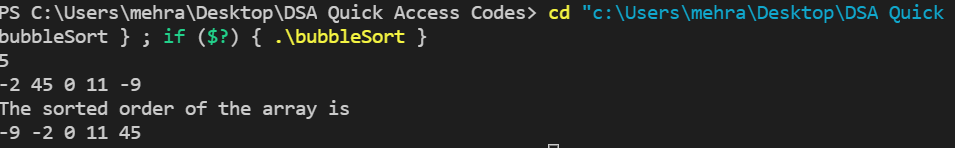 PS C:\Users\mehra\Desktop\DSA Quick Access Codes> cd "c:\Users\mehra\Desktop\DSA Quick
bubbleSort } ; if ($?) { .\bubbleSort }
5
-2 45 0 11 -9
The sorted order of the array is
-9 -2 0 11 45